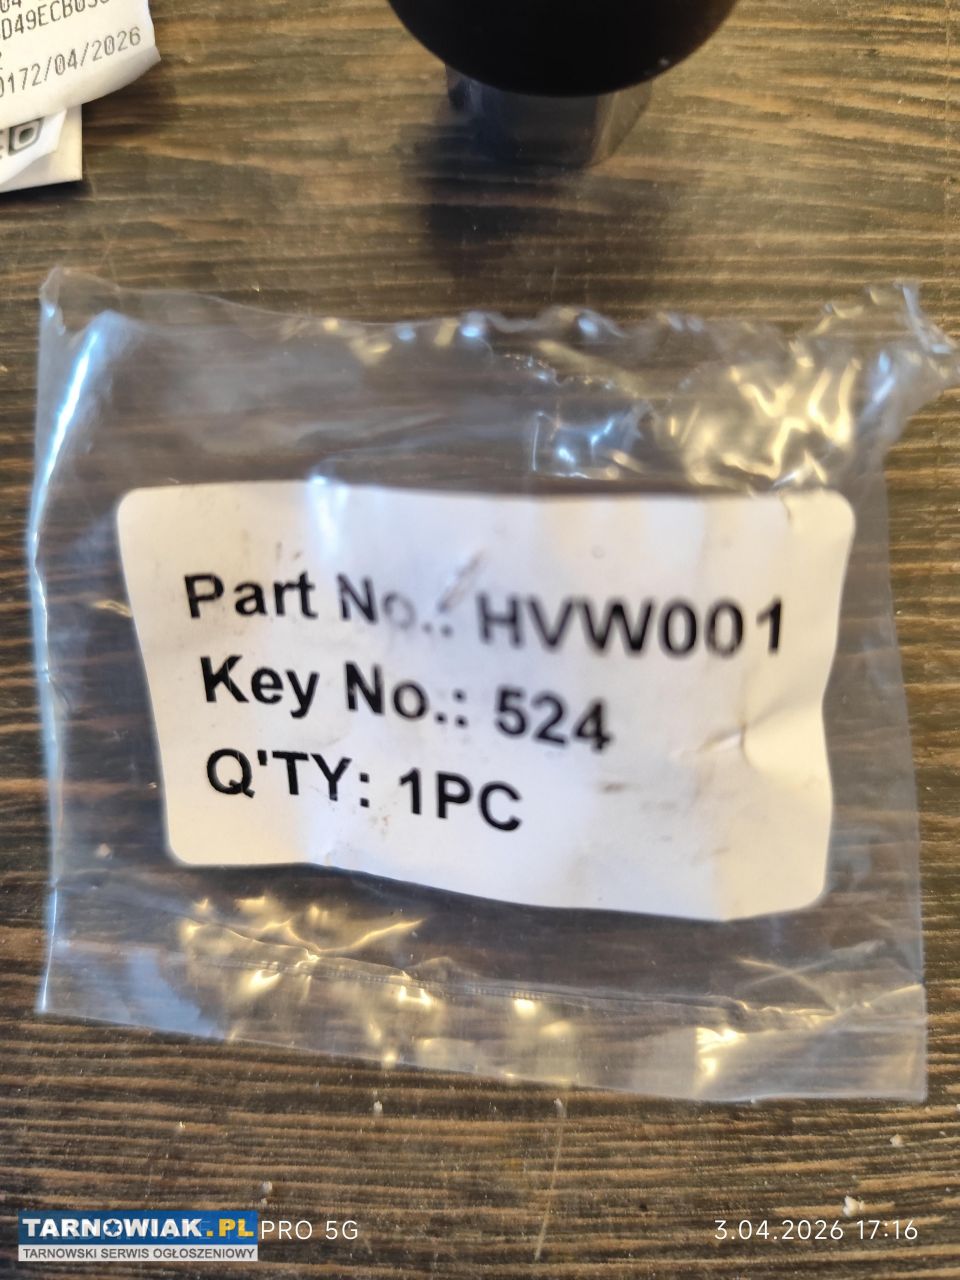 D49ECB0
0172/04/2026
Part No.: HVW001
Key No.: 524
Q'TY: 1PC
TARNOWIAK.PL
TARNOWSKI SERWIS OGŁOSZENIOWY
PRO 5G
3.04.2026 17:16